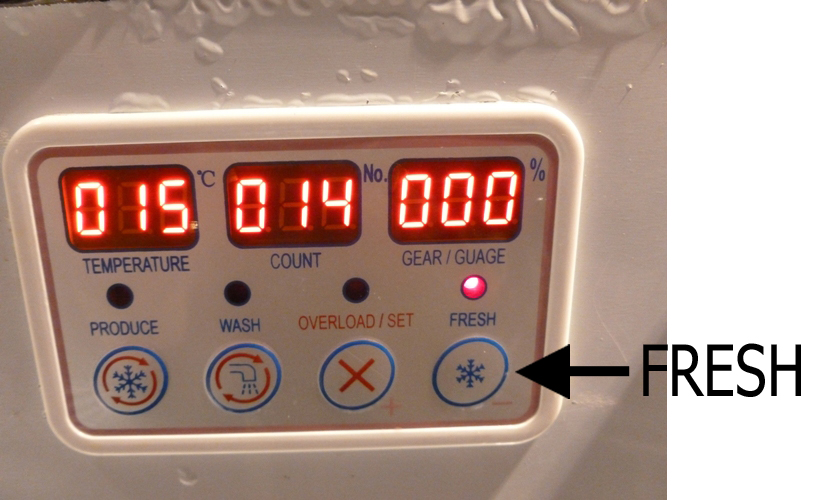 015 °C 014 No. 000 %
TEMPERATURE COUNT GEAR / GUAGE
PRODUCE WASH OVERLOAD / SET FRESH
+ −
FRESH